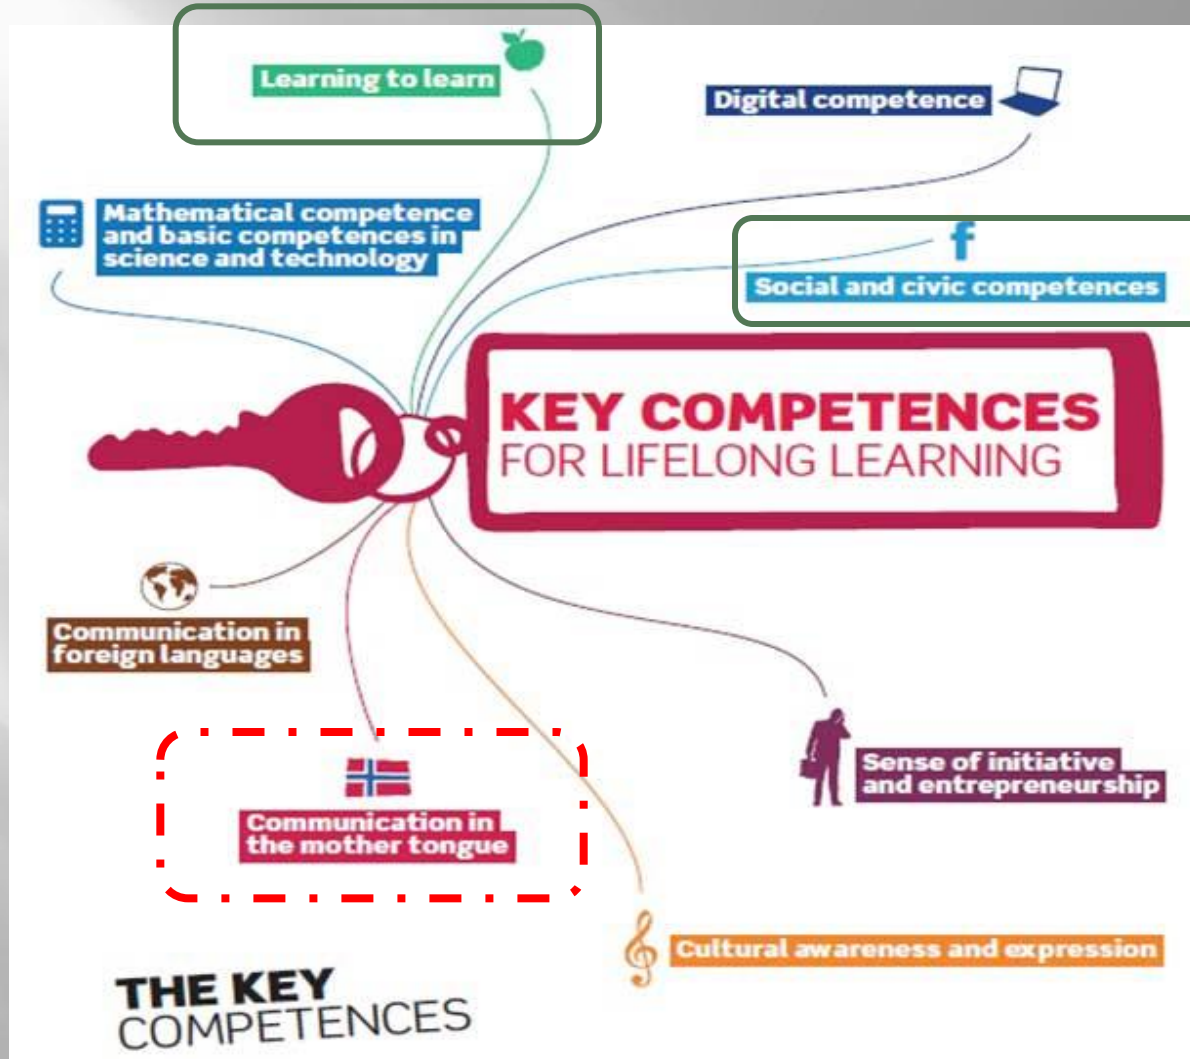 Learning to learn
Digital competence
Mathematical competence
and basic competences in
science and technology
f
Social and civic competences
KEY COMPETENCES
FOR LIFELONG LEARNING
Communication in
foreign languages
Sense of initiative
and entrepreneurship
Communication in
the mother tongue
Cultural awareness and expression
THE KEY
COMPETENCES